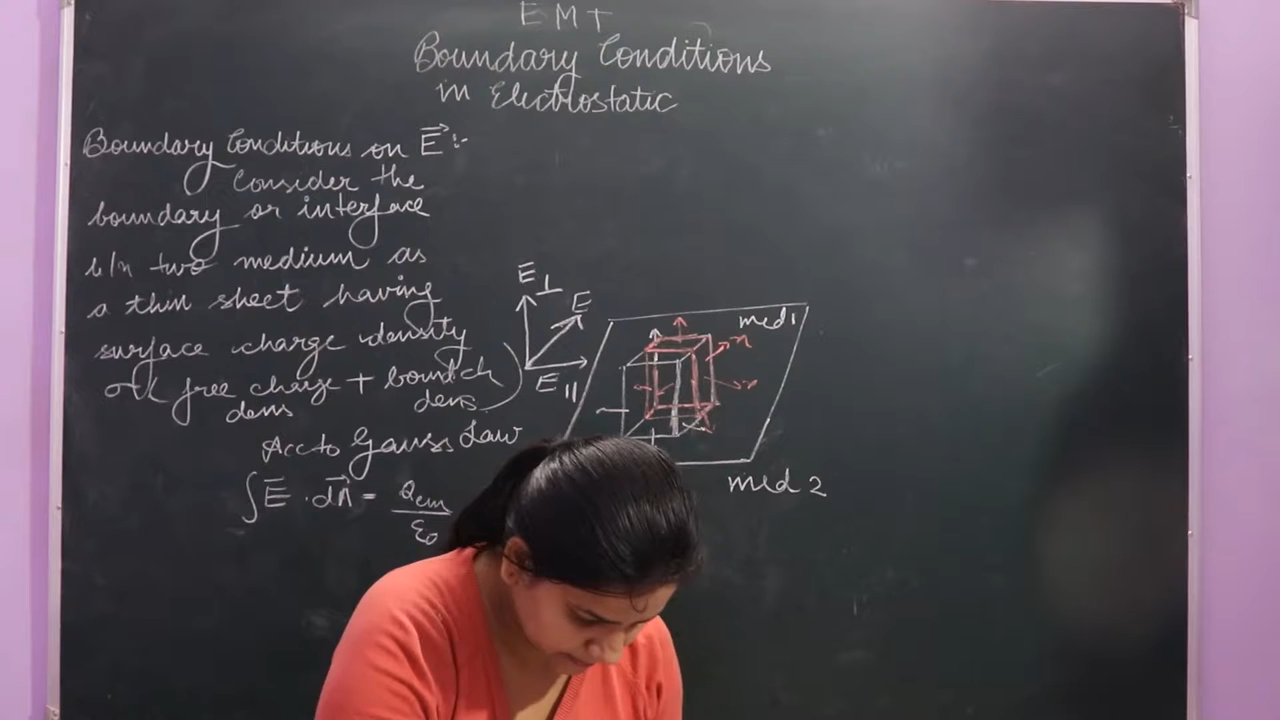 E M T
Boundary Conditions
in Electrostatic
Boundary Conditions on E⃗ :-
Consider the
boundary or interface
b/n two medium as
a thin sheet having
surface charge density
σ ( free charge + bound ch )
dens dens
Acc to Gauss Law
∫E⃗ . dA⃗ = Qen / ε₀
E⊥
E
E||
med 1
n
n
med 2